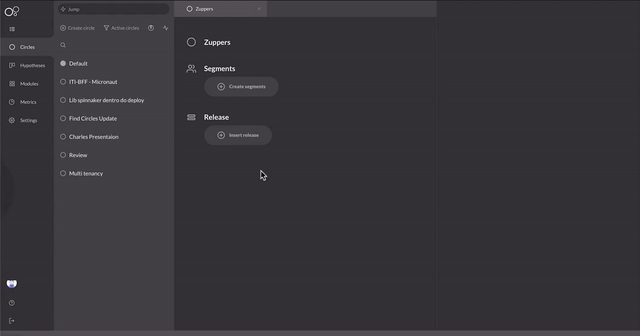 Jump
Zuppers
Create circle
Active circles
Circles
Hypotheses
Modules
Metrics
Settings
Default
ITI-BFF - Micronaut
Lib spinnaker dentro do deploy
Find Circles Update
Charles Presentaion
Review
Multi tenancy
Zuppers
Segments
Create segments
Release
Insert release